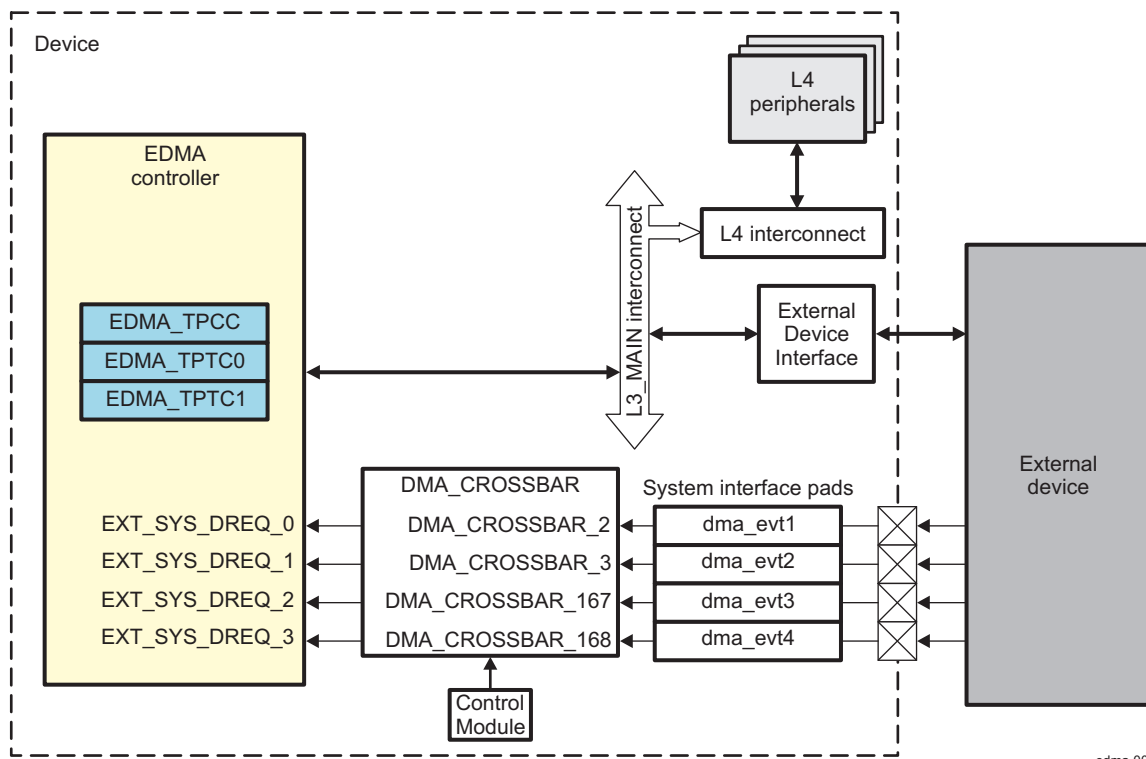 Device
L4
peripherals
EDMA
controller
L3_MAIN interconnect
L4 interconnect
External
Device
Interface
EDMA_TPCC
EDMA_TPTC0
EDMA_TPTC1
External
device
DMA_CROSSBAR
System interface pads
EXT_SYS_DREQ_0
DMA_CROSSBAR_2
dma_evt1
EXT_SYS_DREQ_1
DMA_CROSSBAR_3
dma_evt2
EXT_SYS_DREQ_2
DMA_CROSSBAR_167
dma_evt3
EXT_SYS_DREQ_3
DMA_CROSSBAR_168
dma_evt4
Control
Module